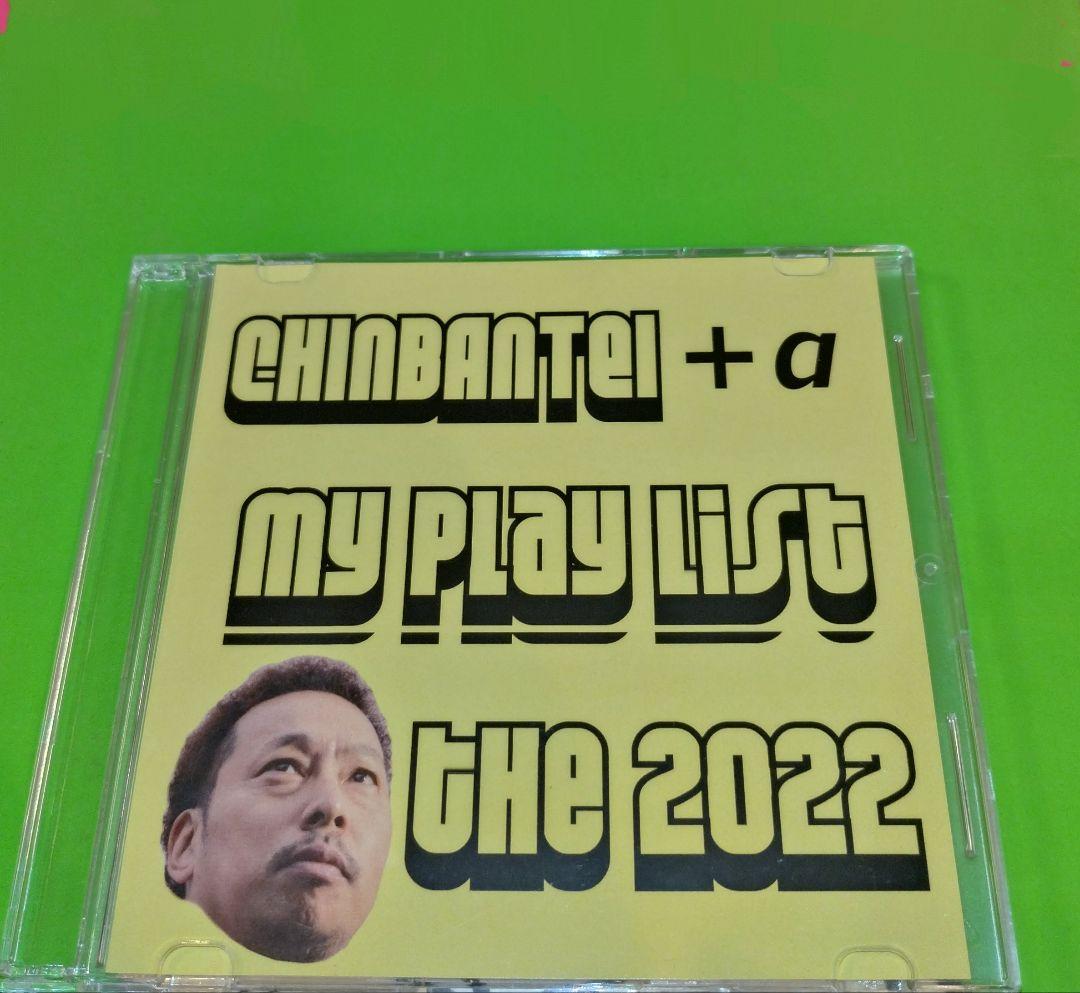 CHINBANTEI + a
MY PLAY LIST
THE 2022